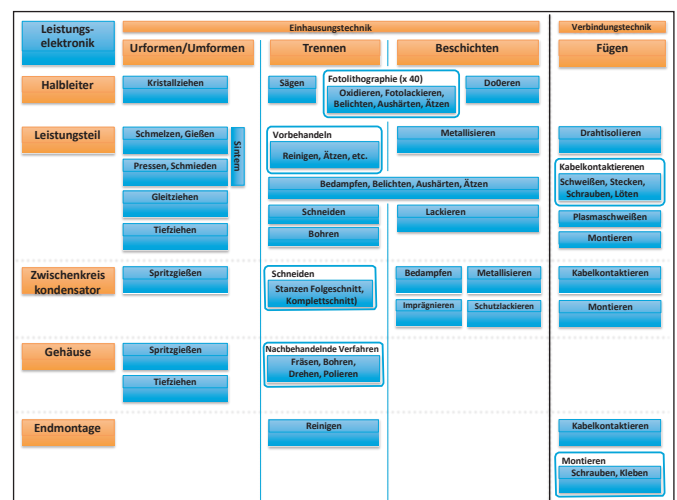 Leistungs-
elektronik
Einhausungstechnik
Verbindungstechnik
Urformen/Umformen
Trennen
Beschichten
Fügen
Halbleiter
Kristallziehen
Sägen
Fotolithographie (x 40)
Oxidieren, Fotolackieren,
Belichten, Aushärten, Ätzen
Do0eren
Leistungsteil
Schmelzen, Gießen
Sintern
Pressen, Schmieden
Gleitziehen
Tiefziehen
Vorbehandeln
Reinigen, Ätzen, etc.
Metallisieren
Bedampfen, Belichten, Aushärten, Ätzen
Schneiden
Lackieren
Bohren
Drahtisolieren
Kabelkontaktierenen
Schweißen, Stecken,
Schrauben, Löten
Plasmaschweißen
Montieren
Zwischenkreis
kondensator
Spritzgießen
Schneiden
Stanzen Folgeschnitt,
Komplettschnitt)
Bedampfen
Metallisieren
Imprägnieren
Schutzlackieren
Kabelkontaktieren
Montieren
Gehäuse
Spritzgießen
Tiefziehen
Nachbehandelnde Verfahren
Fräsen, Bohren,
Drehen, Polieren
Endmontage
Reinigen
Kabelkontaktieren
Montieren
Schrauben, Kleben